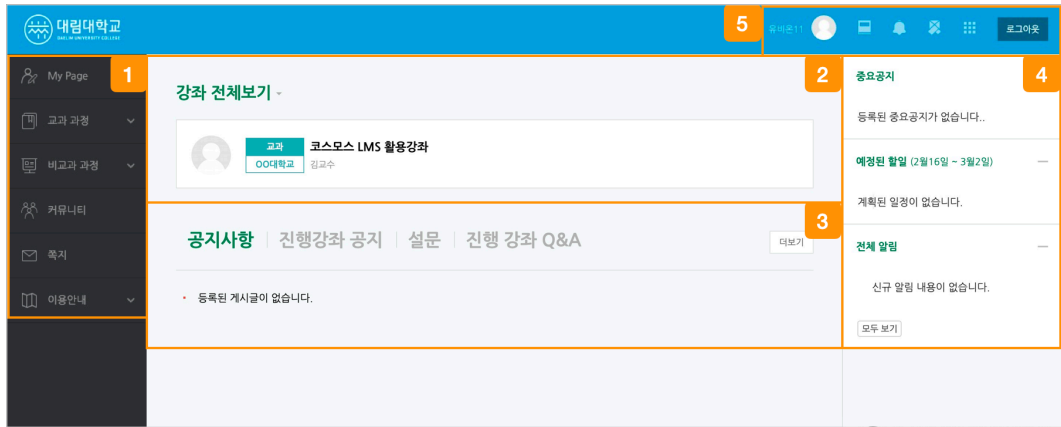 대림대학교
DAELIM UNIVERSITY COLLEGE
5
유비온11
로그아웃
1
My Page
교과 과정
비교과 과정
커뮤니티
쪽지
이용안내
2
강좌 전체보기
교과
OO대학교
코스모스 LMS 활용강좌
김교수
3
공지사항
진행강좌 공지
설문
진행 강좌 Q&A
더보기
• 등록된 게시글이 없습니다.
4
중요공지
등록된 중요공지가 없습니다..
예정된 할일 (2월16일 ~ 3월2일)
계획된 일정이 없습니다.
전체 알림
신규 알림 내용이 없습니다.
모두 보기